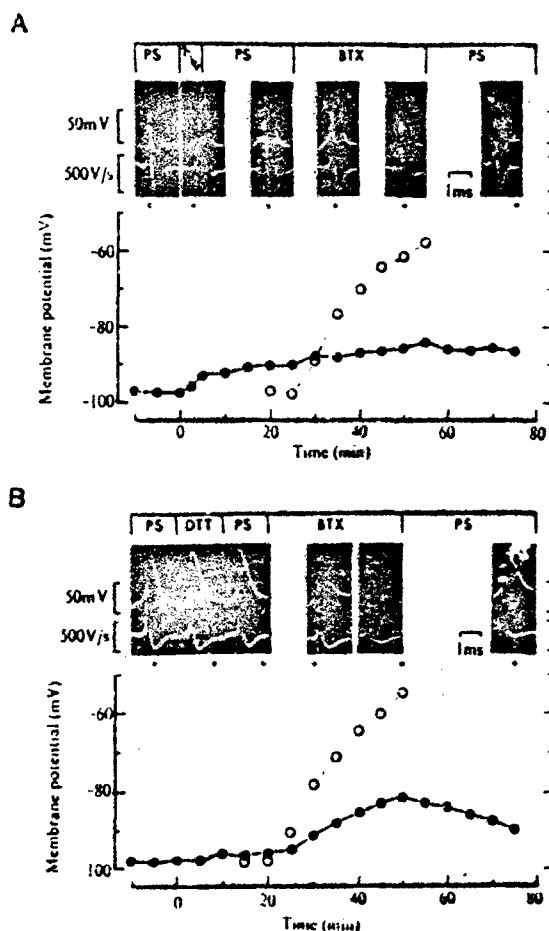 A
PS PS BTX PS
50mV
500V/s
1ms
Membrane potential (mV)
-60
-80
-100
0 20 40 60 80
Time (min)
B
PS DTT PS BTX PS
50mV
500V/s
1ms
Membrane potential (mV)
-60
-80
100
0 20 40 60 80
Time (min)